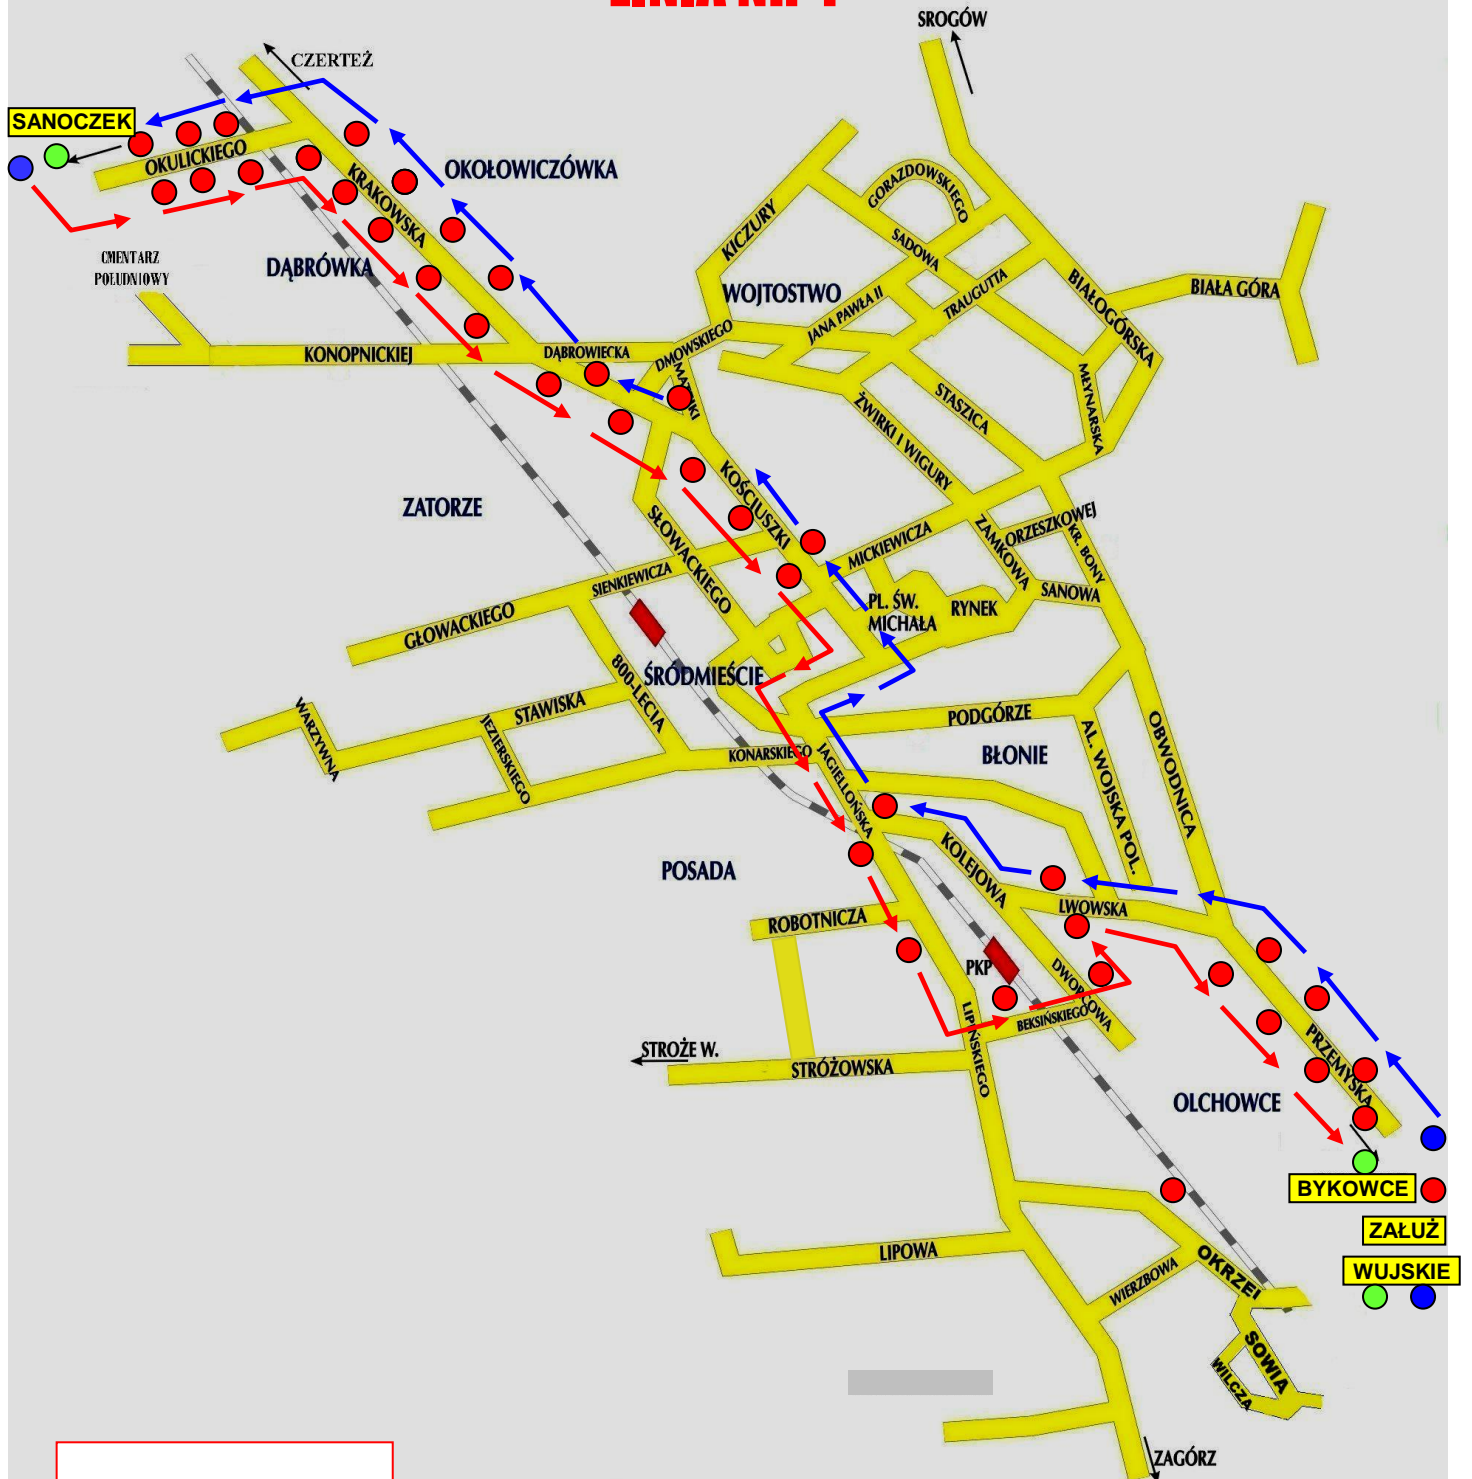 SROGÓW
CZERTEŻ
SANOCZEK
OKULICKIEGO
OKOŁOWICZÓWKA
KRAKOWSKA
GORAZDOWSKIEGO
KICZURY
SADOWA
CMENTARZ
POŁUDNIOWY
DĄBRÓWKA
WOJTOSTWO
JANA PAWŁA II
TRAUGUTTA
BIAŁOGÓRSKA
BIAŁA GÓRA
KONOPNICKIEJ
DĄBROWIECKA
DMOWSKIEGO
MŁYNARSKA
STASZICA
ŻWIRKI I WIGURY
ZATORZE
KOŚCIUSZKI
SŁOWACKIEGO
MICKIEWICZA
ZAMKOWA
ORZESZKOWEJ
KR. BONY
SIENKIEWICZA
SANOWA
PL. ŚW.
MICHAŁA
RYNEK
GŁOWACKIEGO
800-LECIA
ŚRÓDMIEŚCIE
WARZYWNA
STAWISKA
JEZIERSKIEGO
KONARSKIEGO
JAGIELLOŃSKA
PODGÓRZE
BŁONIE
AL. WOJSKA POL.
OBWODNICA
POSADA
KOLEJOWA
LWOWSKA
ROBOTNICZA
PKP
DWORCOWA
LIPIŃSKIEGO
BEKSIŃSKIEGO
STROŻE W.
STRÓŻOWSKA
PRZEMYSKA
OLCHOWCE
BYKOWCE
ZAŁUŻ
WUJSKIE
LIPOWA
WIERZBOWA
OKRZEI
SOWIA
WILCZA
ZAGÓRZ